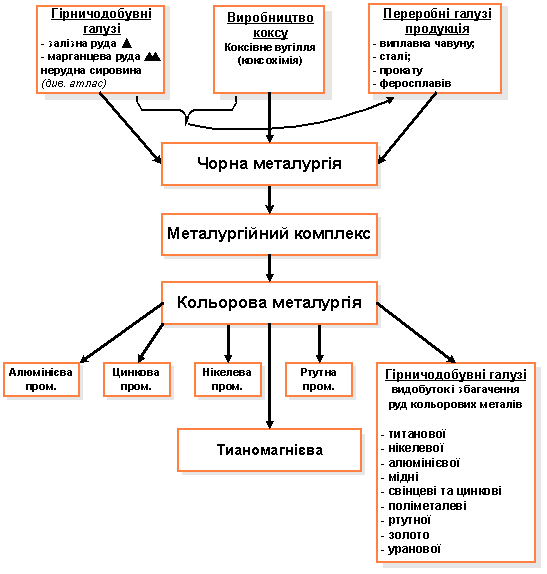 Гірничодобувні
галузі
- залізна руда
- марганцева руда
нерудна сировина
(див. атлас)
Виробництво
коксу
Коксівне вугілля
(коксохімія)
Переробні галузі
продукція
- виплавка чавуну;
- сталі;
- прокату
- феросплавів
Чорна металургія
Металургійний комплекс
Кольорова металургія
Алюмінієва
пром.
Цинкова
пром.
Нікелева
пром.
Ртутна
пром.
Тианомагнієва
Гірничодобувні галузі
видобуток і збагачення
руд кольорових металів
- титанової
- нікелевої
- алюмінієвої
- мідні
- свінцеві та цинкові
- поліметалеві
- ртутної
- золото
- уранової